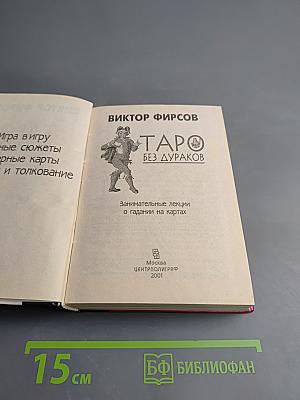 Игра в игру
ные сюжеты
ерные карты
и толкование
ВИКТОР ФИРСОВ
ТАРО
БЕЗ ДУРАКОВ
Занимательные лекции
о гадании на картах
Москва
ЦЕНТРПОЛИГРАФ
2001
15 см
БФ БИБЛИОФАН